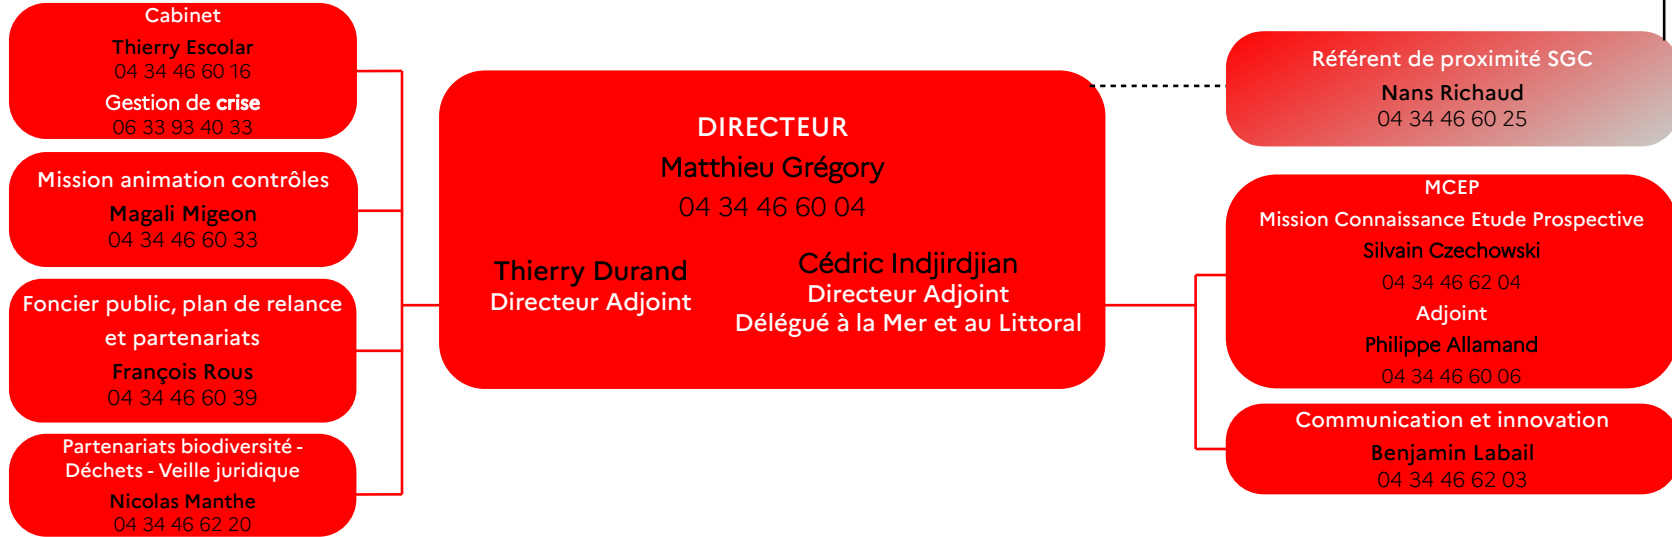 Cabinet
Thierry Escolar
04 34 46 60 16
Gestion de crise
06 33 93 40 33
Mission animation contrôles
Magali Migeon
04 34 46 60 33
Foncier public, plan de relance
et partenariats
François Rous
04 34 46 60 39
Partenariats biodiversité -
Déchets - Veille juridique
Nicolas Manthe
04 34 46 62 20
DIRECTEUR
Matthieu Grégory
04 34 46 60 04
Thierry Durand
Directeur Adjoint
Cédric Indjirdjian
Directeur Adjoint
Délégué à la Mer et au Littoral
Référent de proximité SGC
Nans Richaud
04 34 46 60 25
MCEP
Mission Connaissance Etude Prospective
Silvain Czechowski
04 34 46 62 04
Adjoint
Philippe Allamand
04 34 46 60 06
Communication et innovation
Benjamin Labail
04 34 46 62 03